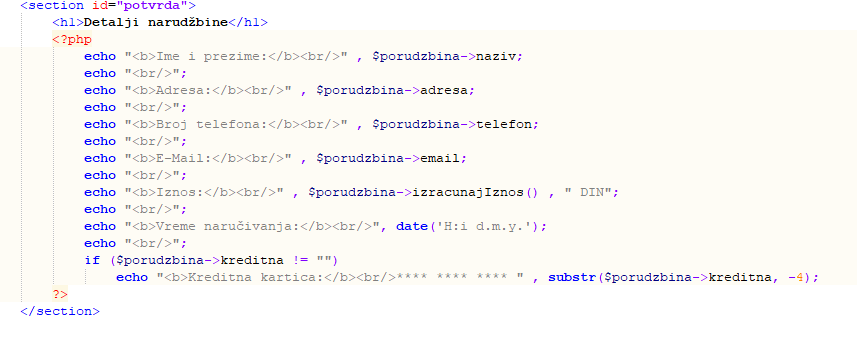 <section id="potvrda">
<h1>Detalji narudžbine</h1>
<?php
echo "<b>Ime i prezime:</b><br/>" , $porudzbina->naziv;
echo "<br/>";
echo "<b>Adresa:</b><br/>" , $porudzbina->adresa;
echo "<br/>";
echo "<b>Broj telefona:</b><br/>" , $porudzbina->telefon;
echo "<br/>";
echo "<b>E-Mail:</b><br/>" , $porudzbina->email;
echo "<br/>";
echo "<b>Iznos:</b><br/>" , $porudzbina->izracunajIznos() , " DIN";
echo "<br/>";
echo "<b>Vreme naručivanja:</b><br/>", date('H:i d.m.y.');
echo "<br/>";
if ($porudzbina->kreditna != "")
echo "<b>Kreditna kartica:</b><br/>**** **** **** " , substr($porudzbina->kreditna, -4);
?>
</section>